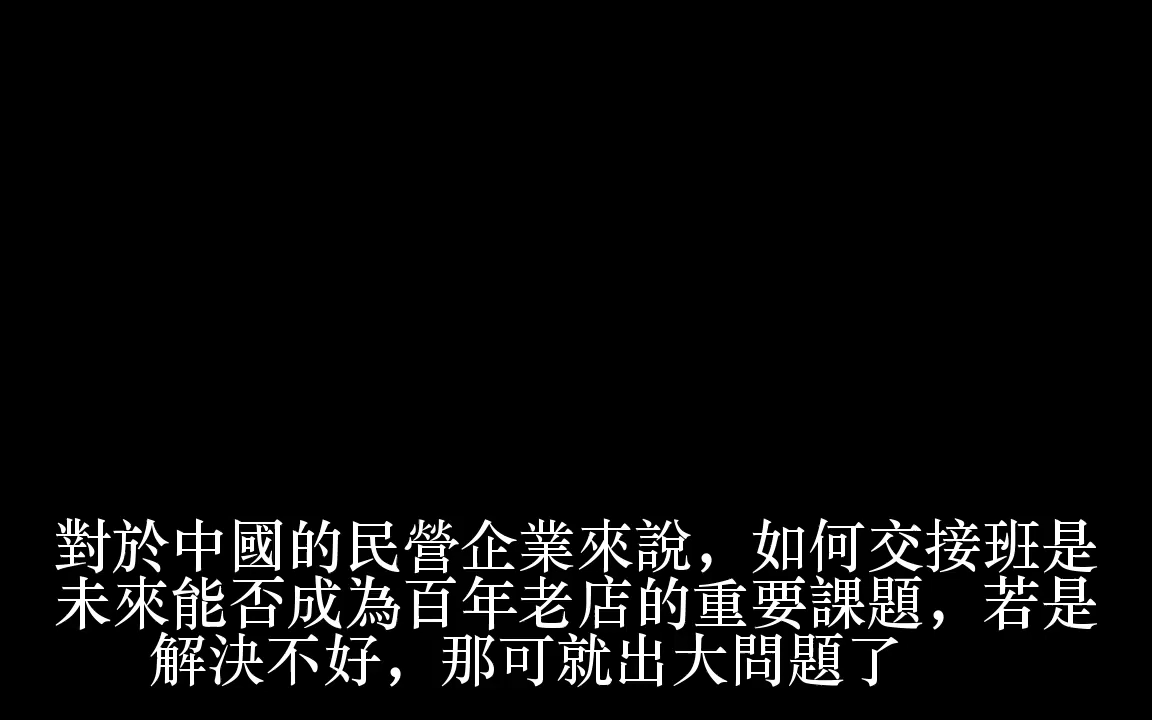 對於中國的民營企業來說，如何交接班是
未來能否成為百年老店的重要課題，若是
解決不好，那可就出大問題了